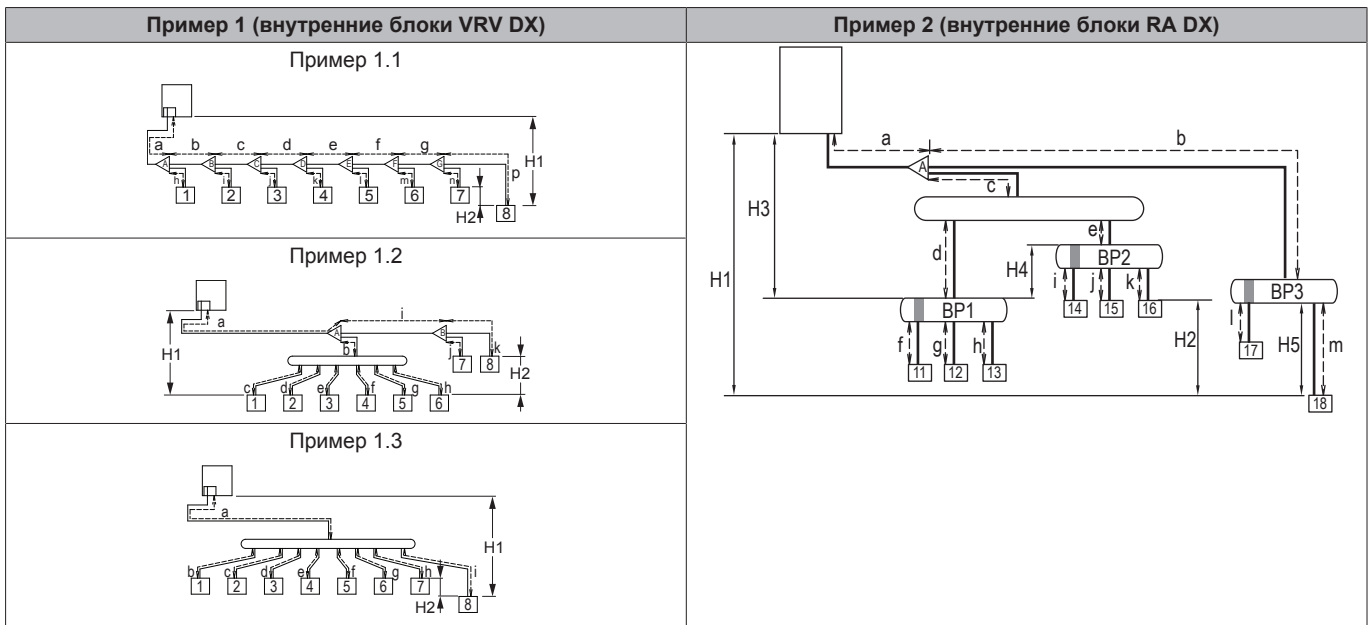 Пример 1 (внутренние блоки VRV DX)
Пример 2 (внутренние блоки RA DX)
Пример 1.1
a b c d e f g
A B C D E F G
h i j k l m n p
1 2 3 4 5 6 7
8
H1
H2
Пример 1.2
a
i
A B
b j k
7 8
c d e f g h
1 2 3 4 5 6
H1
H2
Пример 1.3
a
b c d e f g h i
1 2 3 4 5 6 7
8
H1
H2
a b
A
c
H3
d
e
BP2
H4
H1
i j k
14 15 16
BP1
BP3
f g h
11 12 13
H2
l
17
H5
m
18